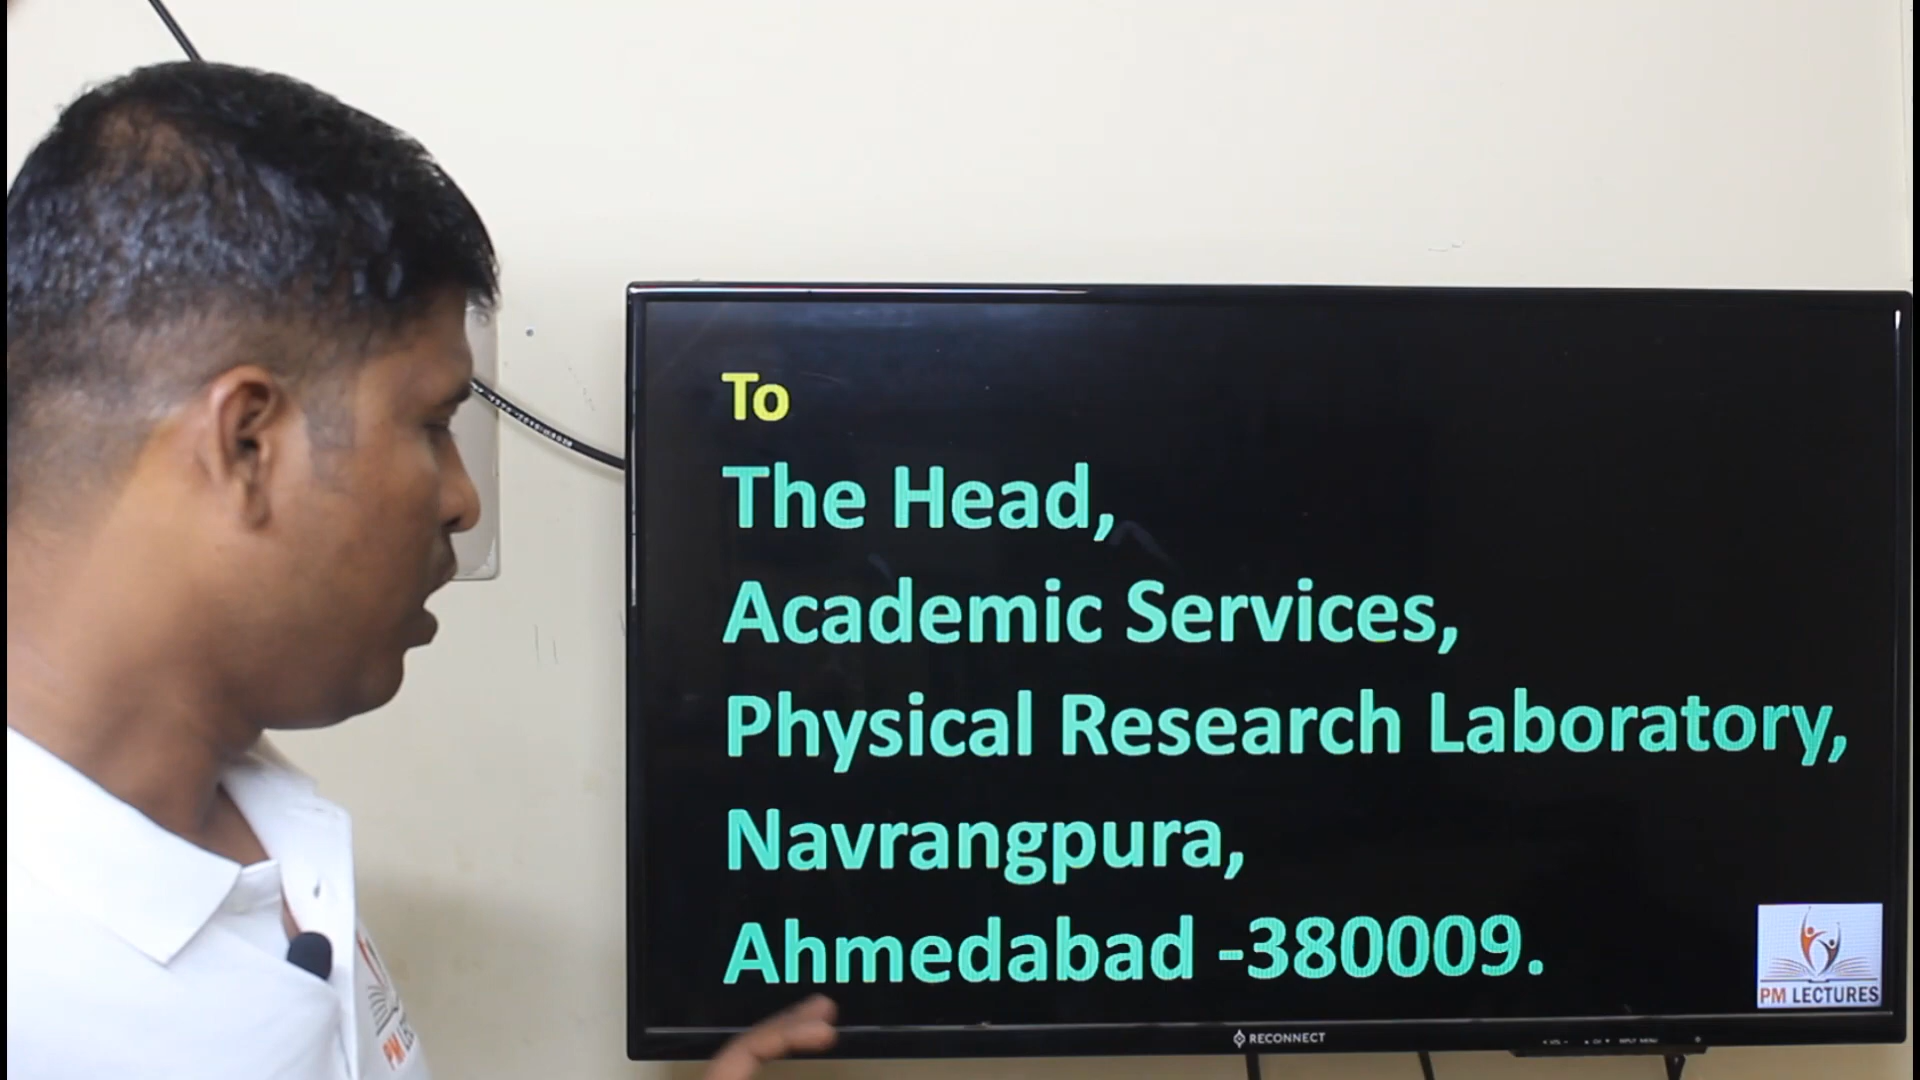 To
The Head,
Academic Services,
Physical Research Laboratory,
Navrangpura,
Ahmedabad -380009.
PM LECTURES
RECONNECT